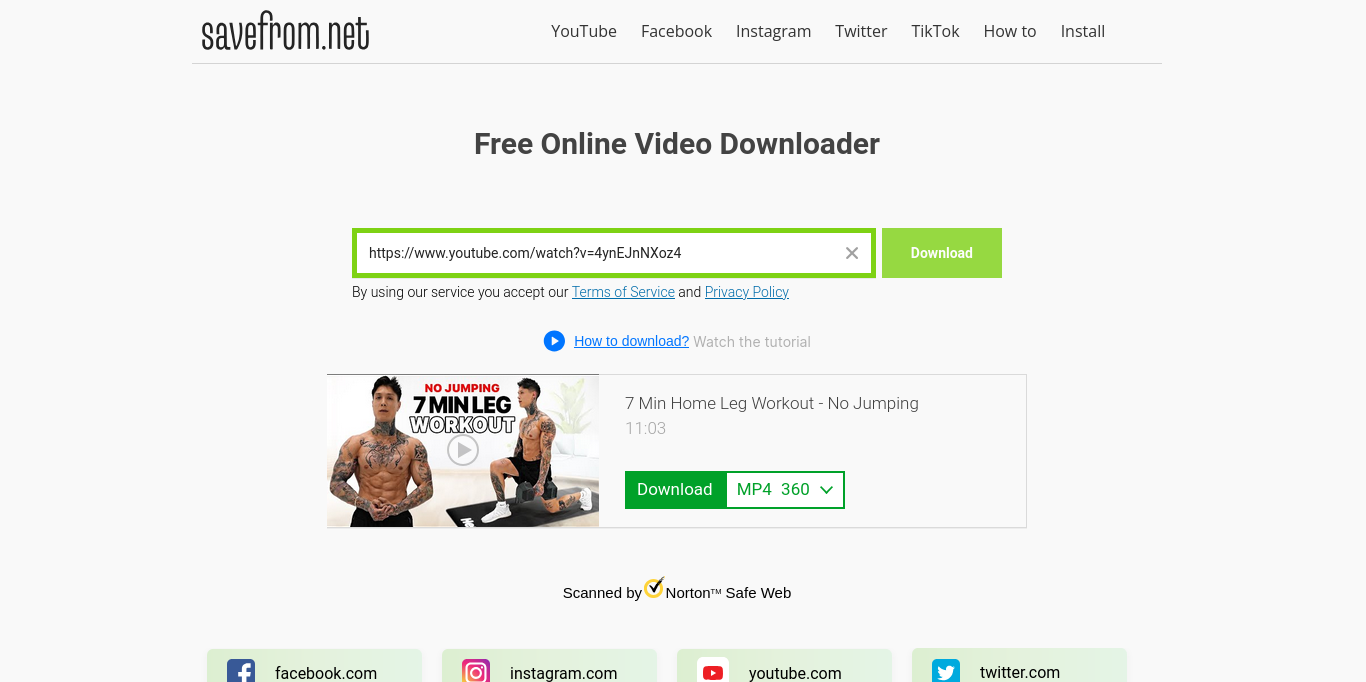 savefrom.net
YouTube Facebook Instagram Twitter TikTok How to Install
Free Online Video Downloader
https://www.youtube.com/watch?v=4ynEJnNXoz4
Download
By using our service you accept our Terms of Service and Privacy Policy
How to download? Watch the tutorial
NO JUMPING
7 MIN LEG
WORKOUT
7 Min Home Leg Workout - No Jumping
11:03
Download MP4 360
Scanned by Norton™ Safe Web
facebook.com
instagram.com
youtube.com
twitter.com